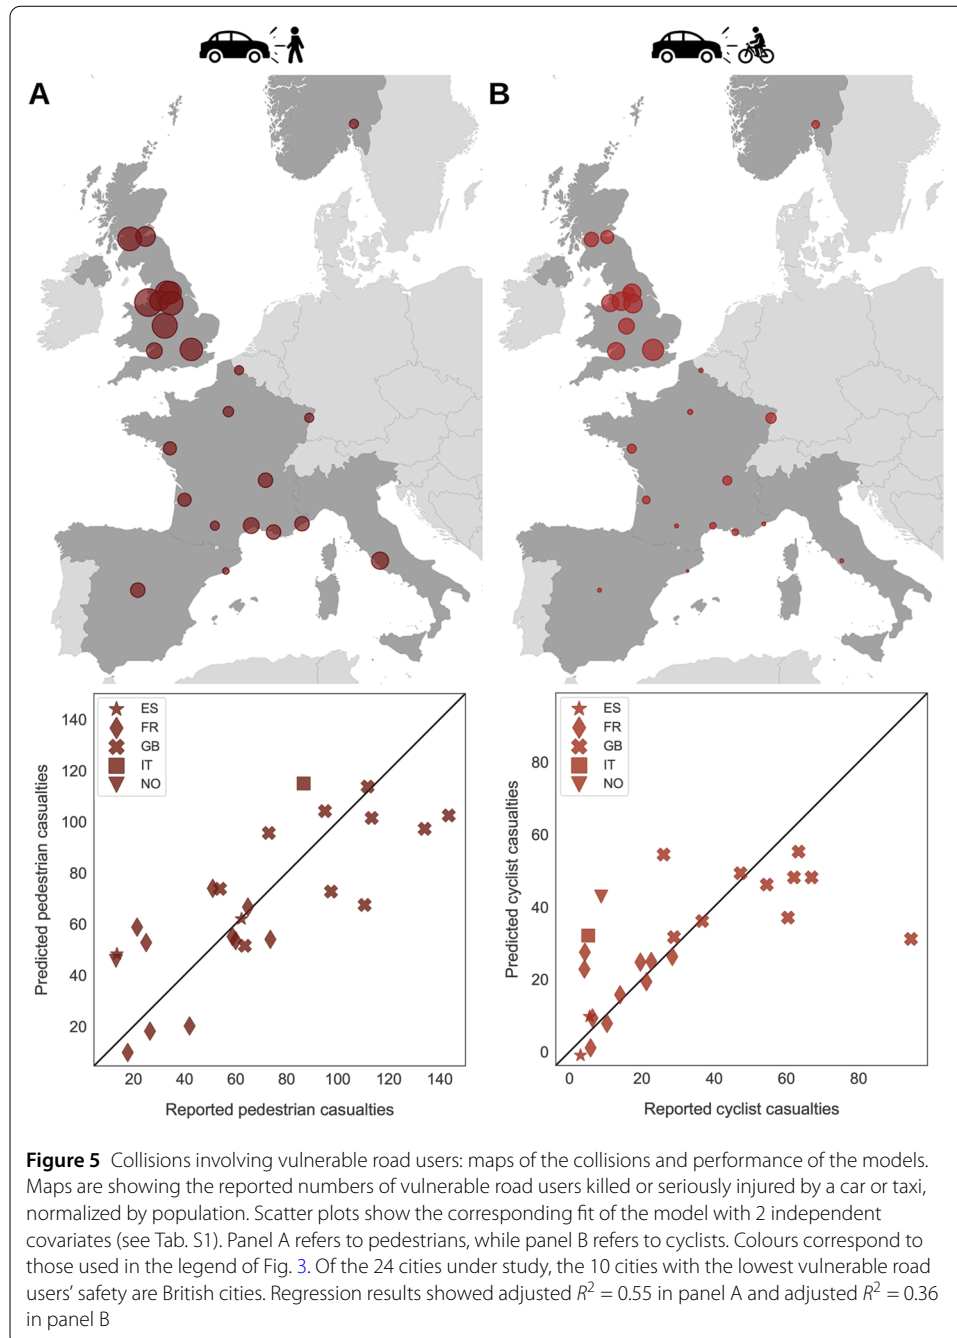 A
B
ES
FR
GB
IT
NO
140
120
100
80
60
40
20
Predicted pedestrian casualties
20 40 60 80 100 120 140
Reported pedestrian casualties
ES
FR
GB
IT
NO
80
60
40
20
0
Predicted cyclist casualties
0 20 40 60 80
Reported cyclist casualties
Figure 5 Collisions involving vulnerable road users: maps of the collisions and performance of the models.
Maps are showing the reported numbers of vulnerable road users killed or seriously injured by a car or taxi,
normalized by population. Scatter plots show the corresponding fit of the model with 2 independent
covariates (see Tab. S1). Panel A refers to pedestrians, while panel B refers to cyclists. Colours correspond to
those used in the legend of Fig. 3. Of the 24 cities under study, the 10 cities with the lowest vulnerable road
users’ safety are British cities. Regression results showed adjusted R² = 0.55 in panel A and adjusted R² = 0.36
in panel B